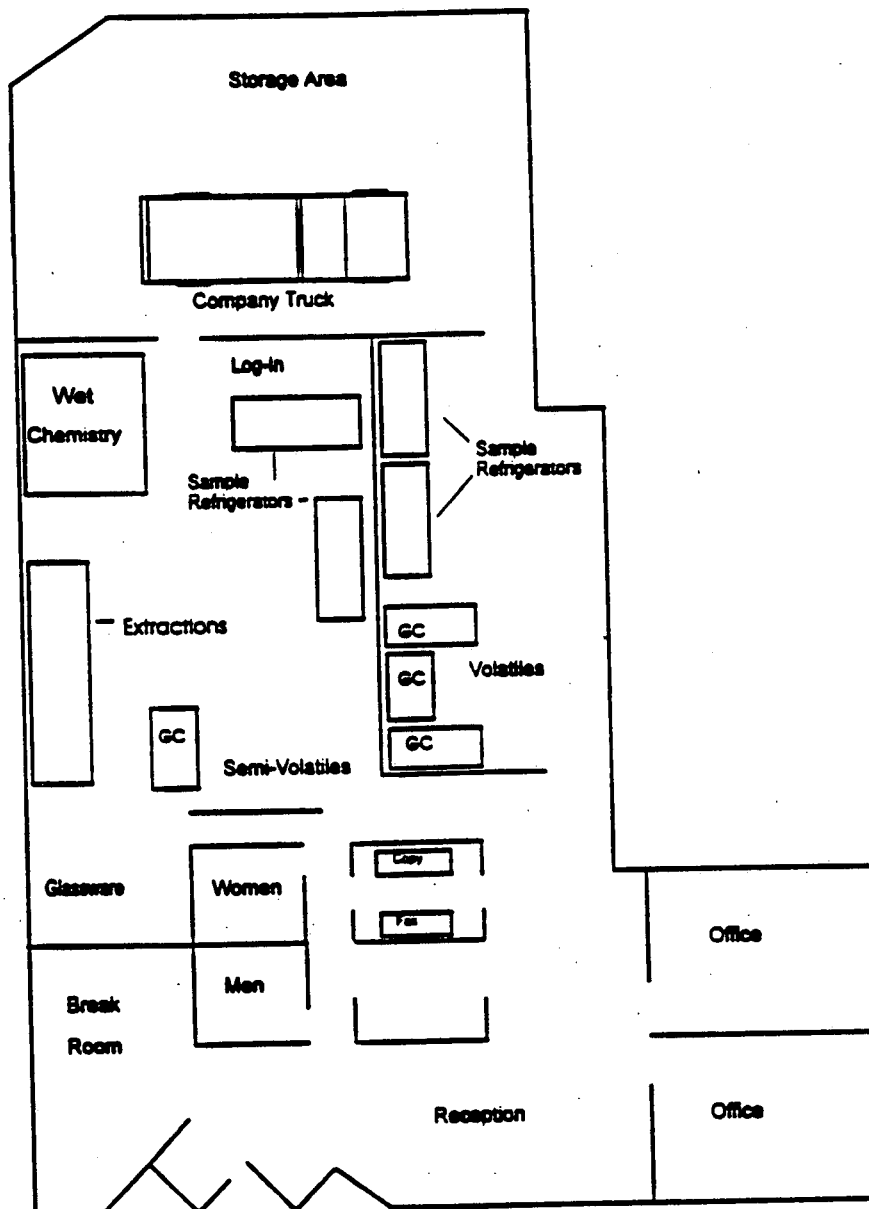 Storage Area
Company Truck
Log-In
Wet
Chemistry
Sample
Refrigerators
Sample
Refrigerators
Extractions
GC
GC
Volatiles
GC
GC
Semi-Volatiles
Copy
Glassware
Women
Fax
Office
Men
Break
Room
Reception
Office